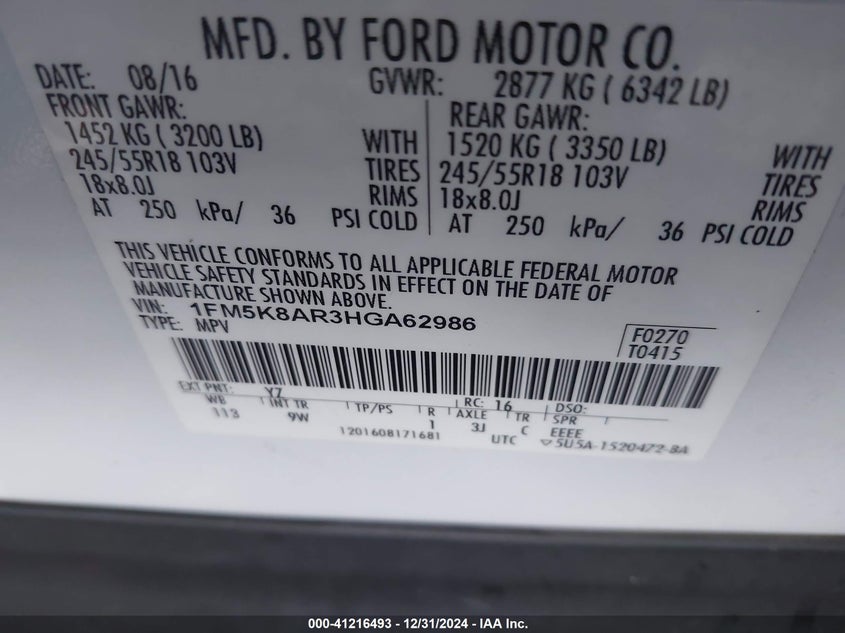 MFD. BY FORD MOTOR CO.
DATE: 08/16 GVWR: 2877 KG ( 6342 LB)
FRONT GAWR: REAR GAWR:
1452 KG ( 3200 LB) WITH 1520 KG ( 3350 LB) WITH
245/55R18 103V TIRES 245/55R18 103V TIRES
18x8.0J RIMS 18x8.0J RIMS
AT 250 kPa/ 36 PSI COLD AT 250 kPa/ 36 PSI COLD
THIS VEHICLE CONFORMS TO ALL APPLICABLE FEDERAL MOTOR
VEHICLE SAFETY STANDARDS IN EFFECT ON THE DATE OF
MANUFACTURE SHOWN ABOVE.
VIN: 1FM5K8AR3HGA62986
TYPE: MPV
F0270
T0415
EXT PNT: YZ RC: 16 DSO:
WB INT TR TP/PS R AXLE TR SPR
113 9W 1 3J C EEEE
1201608171681 UTC 5U5A-1520472-BA
000-41216493 - 12/31/2024 - IAA Inc.